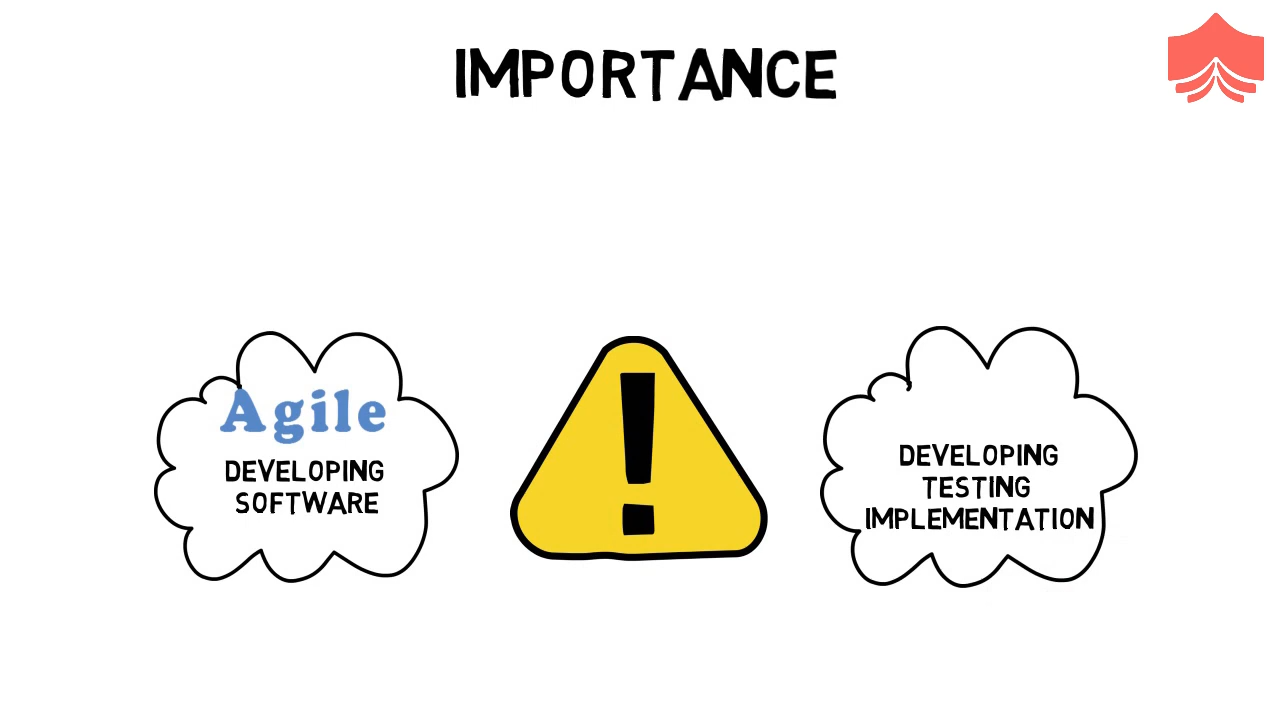 IMPORTANCE
Agile
DEVELOPING
SOFTWARE
!
DEVELOPING
TESTING
IMPLEMENTATION